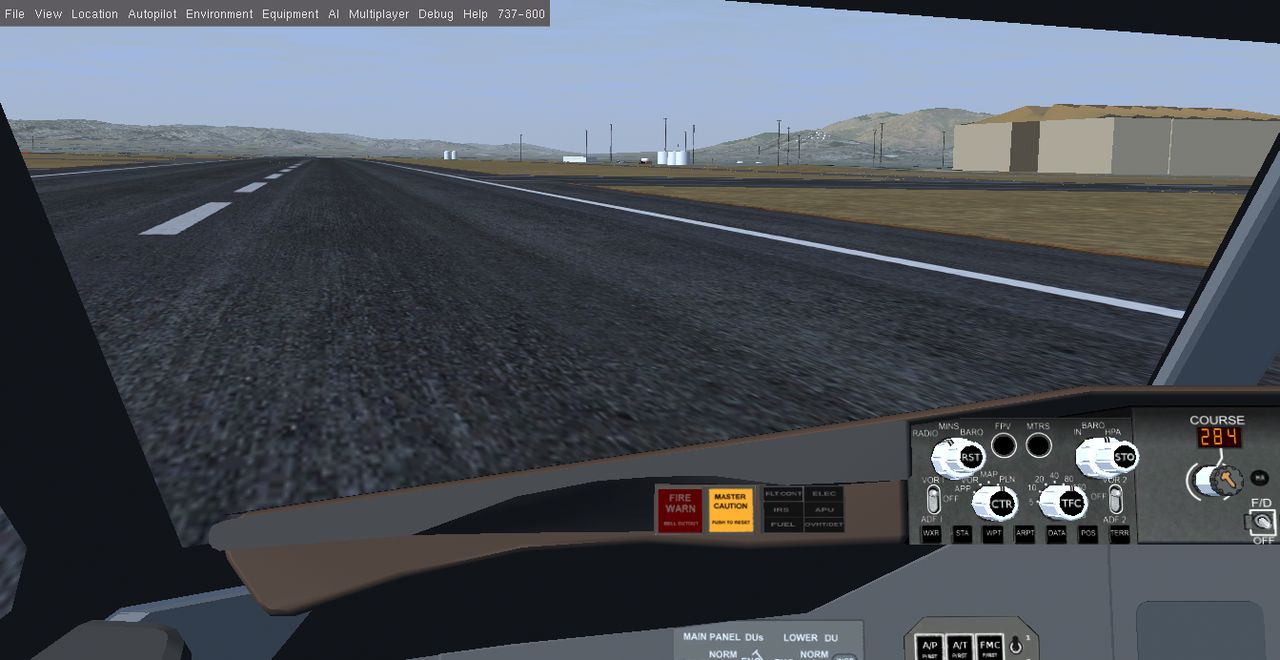 File View Location Autopilot Environment Equipment AI Multiplayer Debug Help 737-800
COURSE
284
MINS
RADIO BARO
FPV MTRS
BARO
IN HPA
RST
STO
VOR 1
OFF
ADF 1
APP VOR MAP PLN
CTR
5 10 20 40 80
TFC
VOR 2
OFF
ADF 2
F/D
OFF
WXR STA WPT ARPT DATA POS TERR
FIRE
WARN
BELL CUTOUT
MASTER
CAUTION
PUSH TO RESET
FLT CONT ELEC
IRS APU
FUEL OVHT/DET
MAIN PANEL DUs LOWER DU
NORM NORM
A/P
P/RST
A/T
P/RST
FMC
P/RST
1